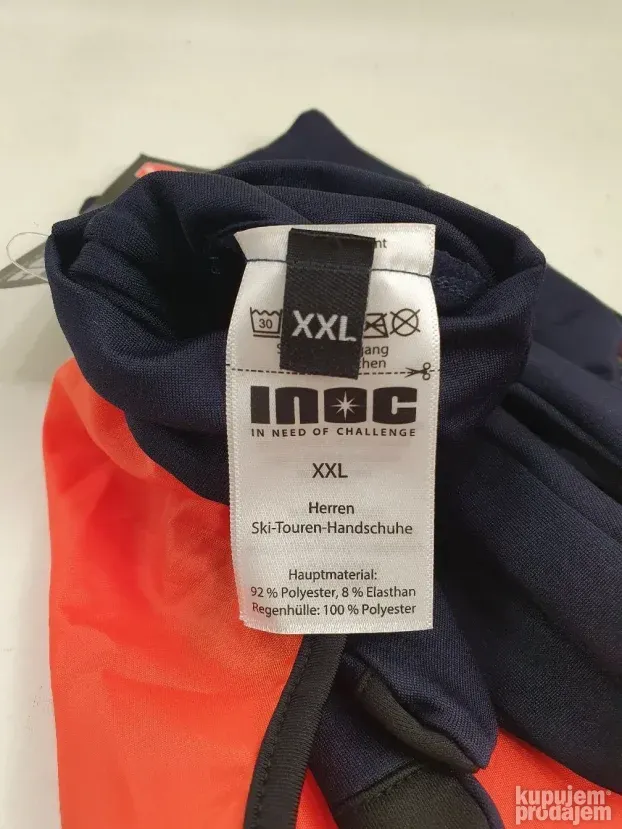 30
XXL
INOC
IN NEED OF CHALLENGE
XXL
Herren
Ski-Touren-Handschuhe
Hauptmaterial:
92 % Polyester, 8 % Elasthan
Regenhülle: 100 % Polyester
kupujem
prodajem